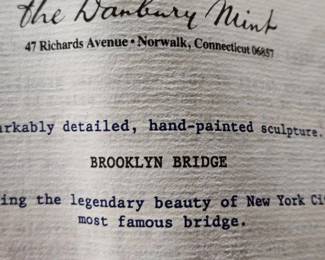 the Danbury Mint
47 Richards Avenue • Norwalk, Connecticut 06857
arkably detailed, hand-painted sculpture.
BROOKLYN BRIDGE
ing the legendary beauty of New York Ci
most famous bridge.